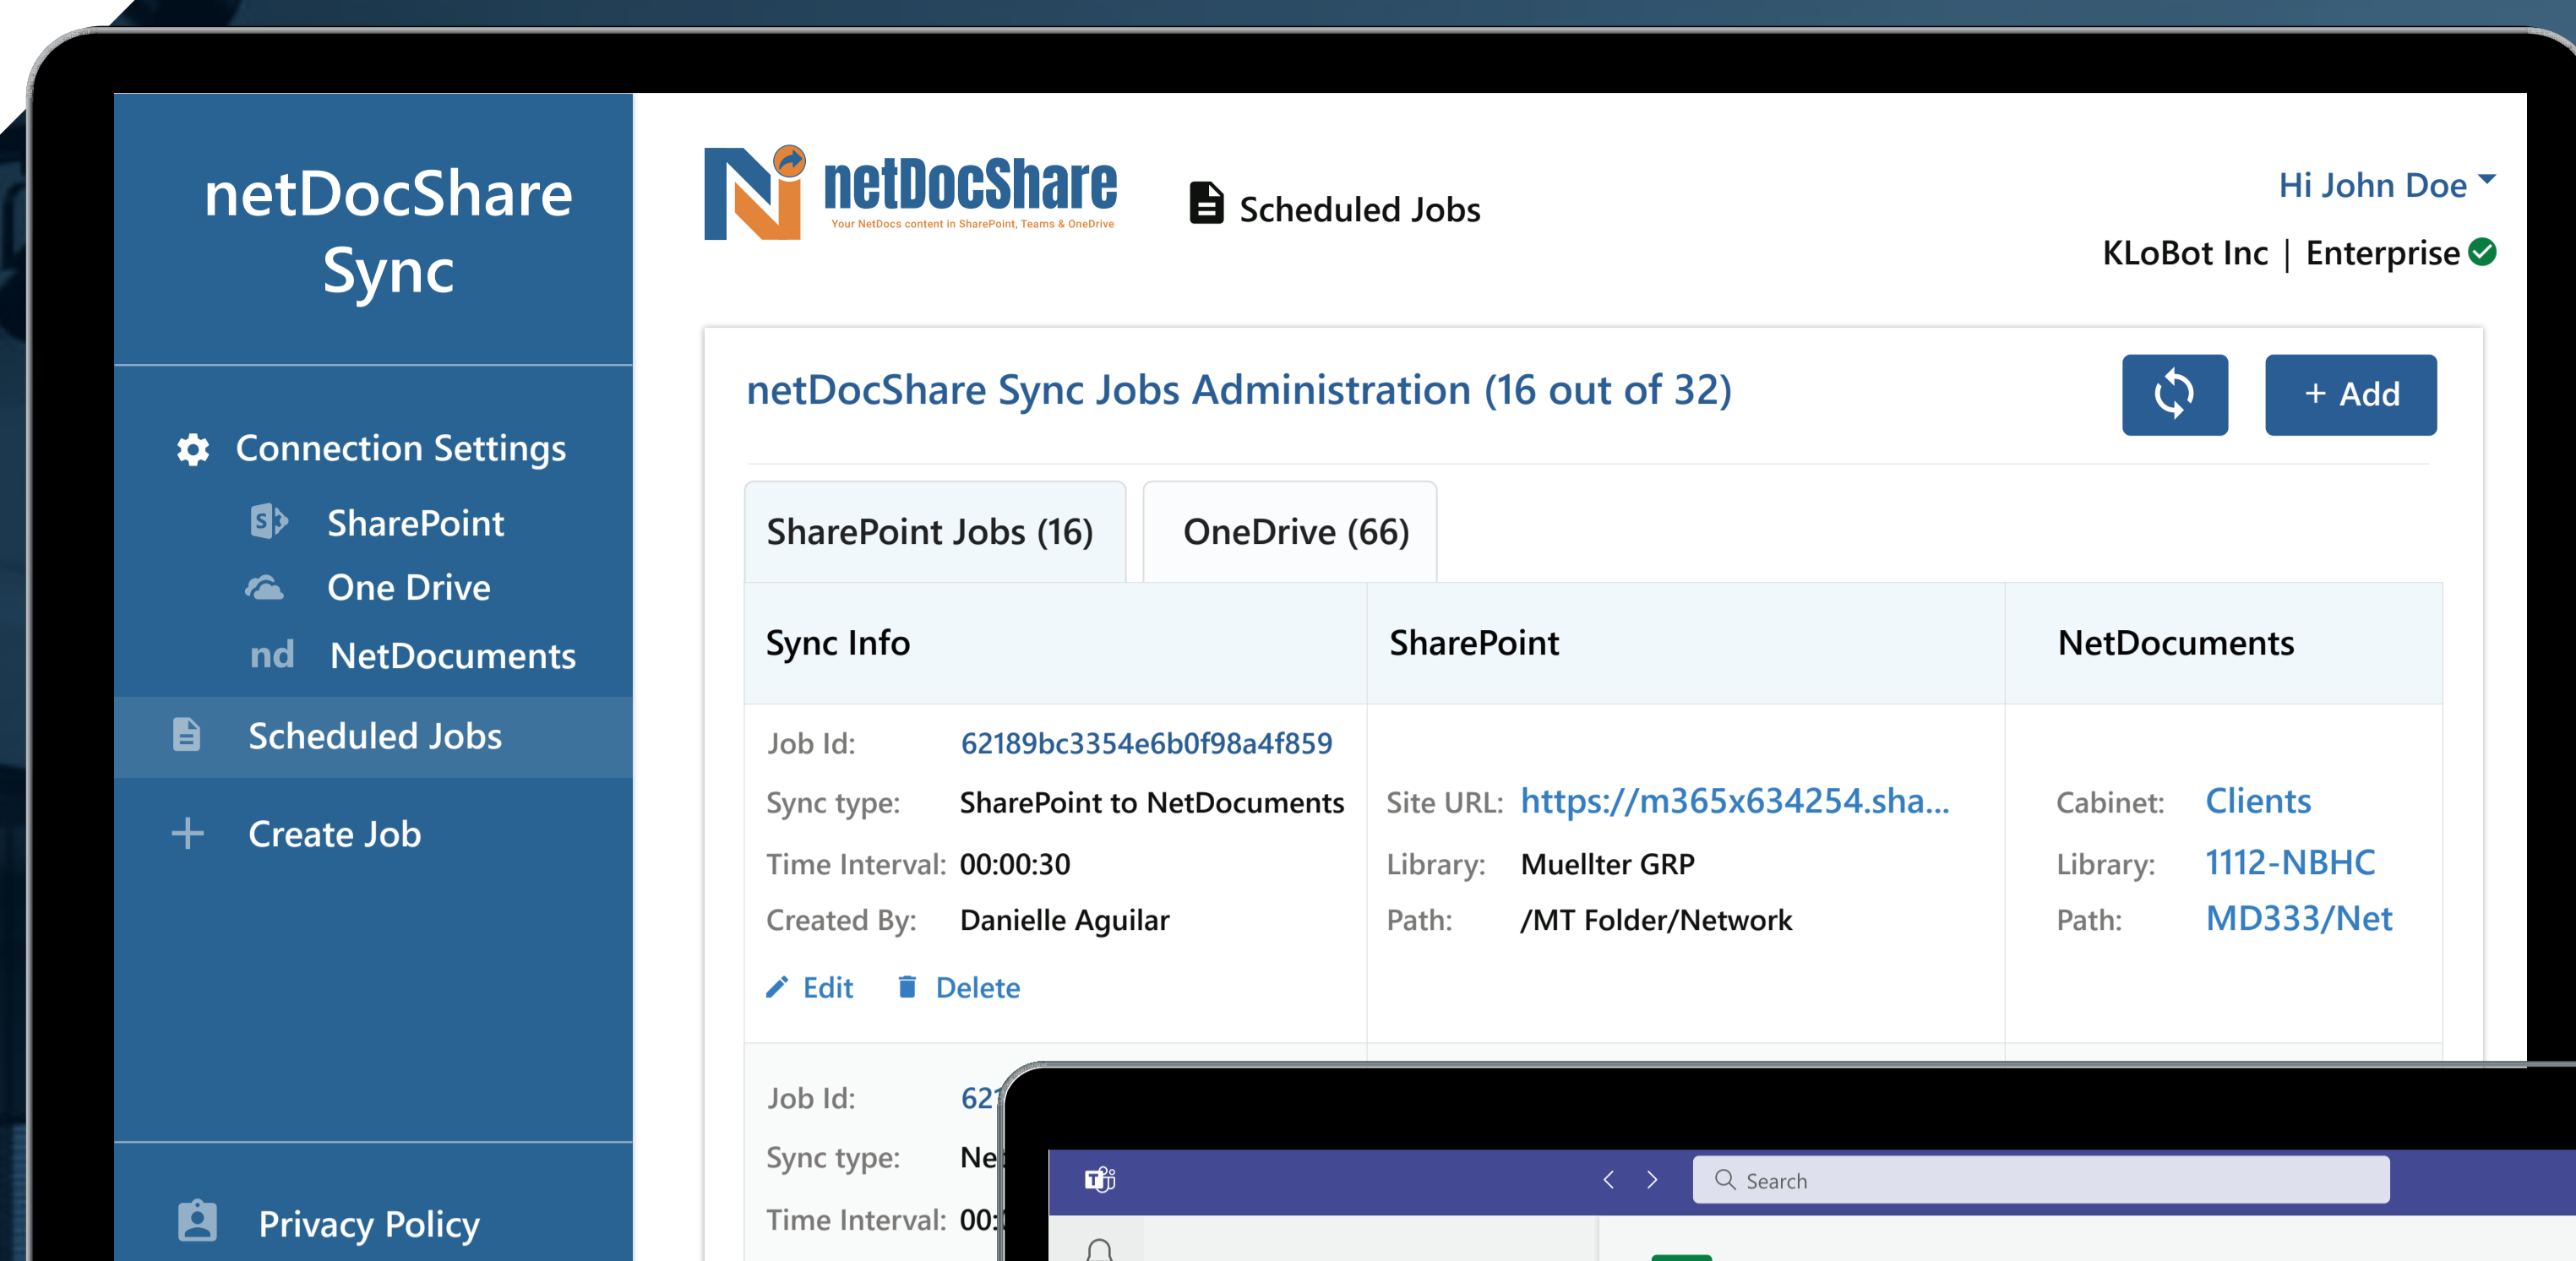 netDocShare
Sync
Connection Settings
SharePoint
One Drive
nd NetDocuments
Scheduled Jobs
Create Job
Privacy Policy
netDocShare
Your NetDocs content in SharePoint, Teams & OneDrive
Scheduled Jobs
Hi John Doe
KLoBot Inc | Enterprise
netDocShare Sync Jobs Administration (16 out of 32)
+ Add
SharePoint Jobs (16) OneDrive (66)
Sync Info SharePoint NetDocuments
Job Id: 62189bc3354e6b0f98a4f859
Sync type: SharePoint to NetDocuments
Time Interval: 00:00:30
Created By: Danielle Aguilar
Edit Delete
Site URL: https://m365x634254.sha...
Library: Muellter GRP
Path: /MT Folder/Network
Cabinet: Clients
Library: 1112-NBHC
Path: MD333/Net
Job Id:
Sync type:
Time Interval:
Search